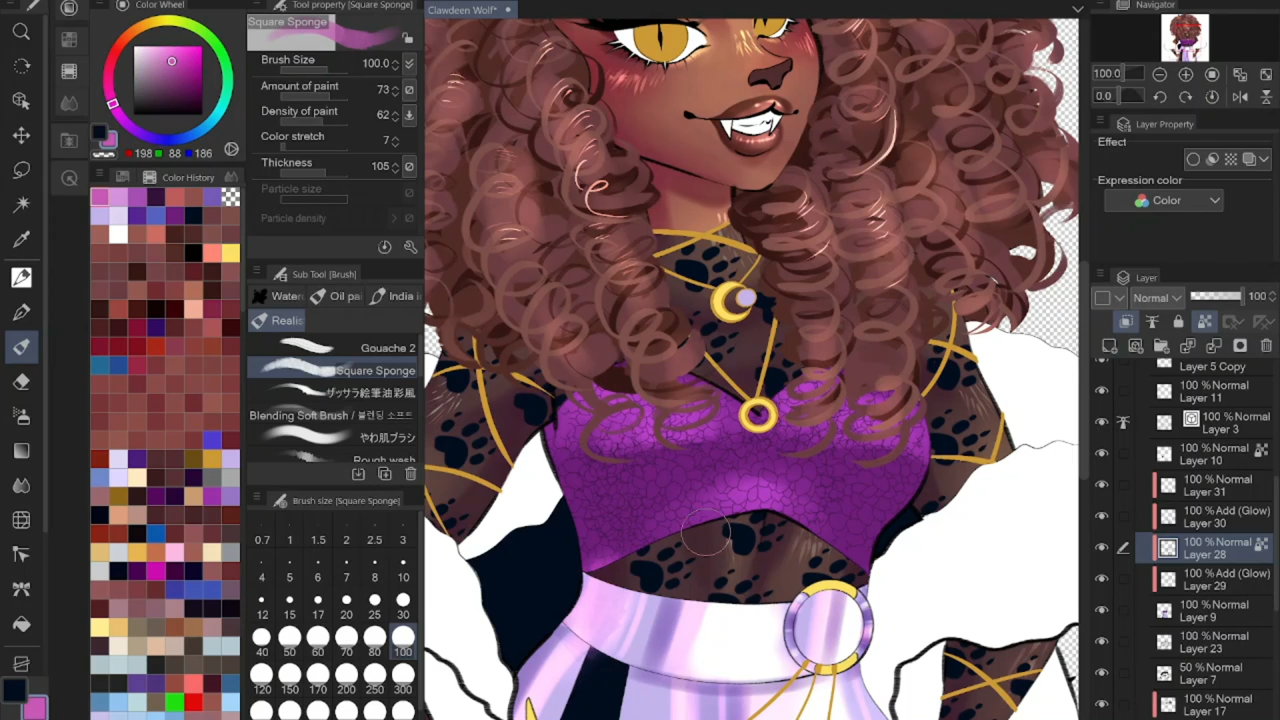 Color Wheel
Tool property [Square Sponge]
Clawdeen Wolf*
Navigator
Square Sponge
Brush Size 100.0
Amount of paint 73
Density of paint 62
Color stretch 7
Thickness 105
Particle size
Particle density
198 88 186
Color History
Sub Tool [Brush]
Water
Oil pa
India i
Realis
Gouache 2
Square Sponge
ザッサラ絵筆油彩風
Blending Soft Brush / 블렌딩 소프트
やわ肌ブラシ
Rough wash
Brush size [Square Sponge]
0.7 1 1.5 2 2.5 3
4 5 6 7 8 10
12 15 17 20 25 30
40 50 60 70 80 100
120 150 170 200 250 300
100.0
0.0
Layer Property
Effect
Expression color
Color
Layer
Normal 100
Layer 5 Copy
100 % Normal
Layer 11
100 % Normal
Layer 3
100 % Normal
Layer 10
100 % Normal
Layer 31
100 % Add (Glow)
Layer 30
100 % Normal
Layer 28
100 % Add (Glow)
Layer 29
100 % Normal
Layer 9
100 % Normal
Layer 23
50 % Normal
Layer 7
100 % Normal
Layer 17